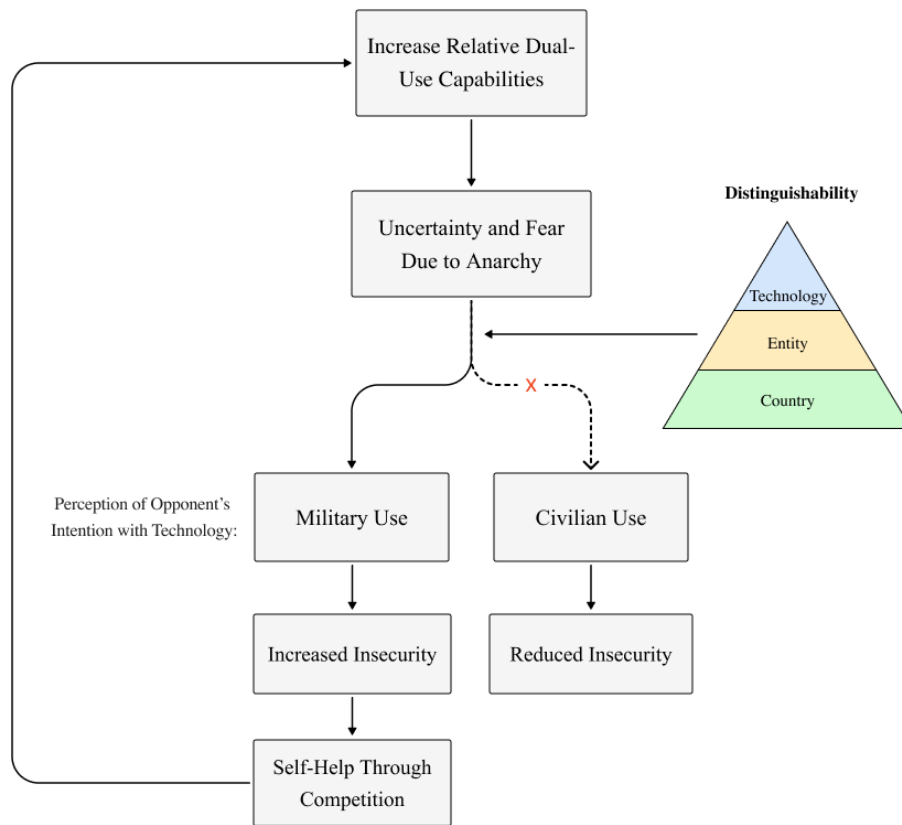 Increase Relative Dual-
Use Capabilities
Uncertainty and Fear
Due to Anarchy
Distinguishability
Technology
Entity
Country
X
Perception of Opponent's
Intention with Technology:
Military Use
Civilian Use
Increased Insecurity
Reduced Insecurity
Self-Help Through
Competition